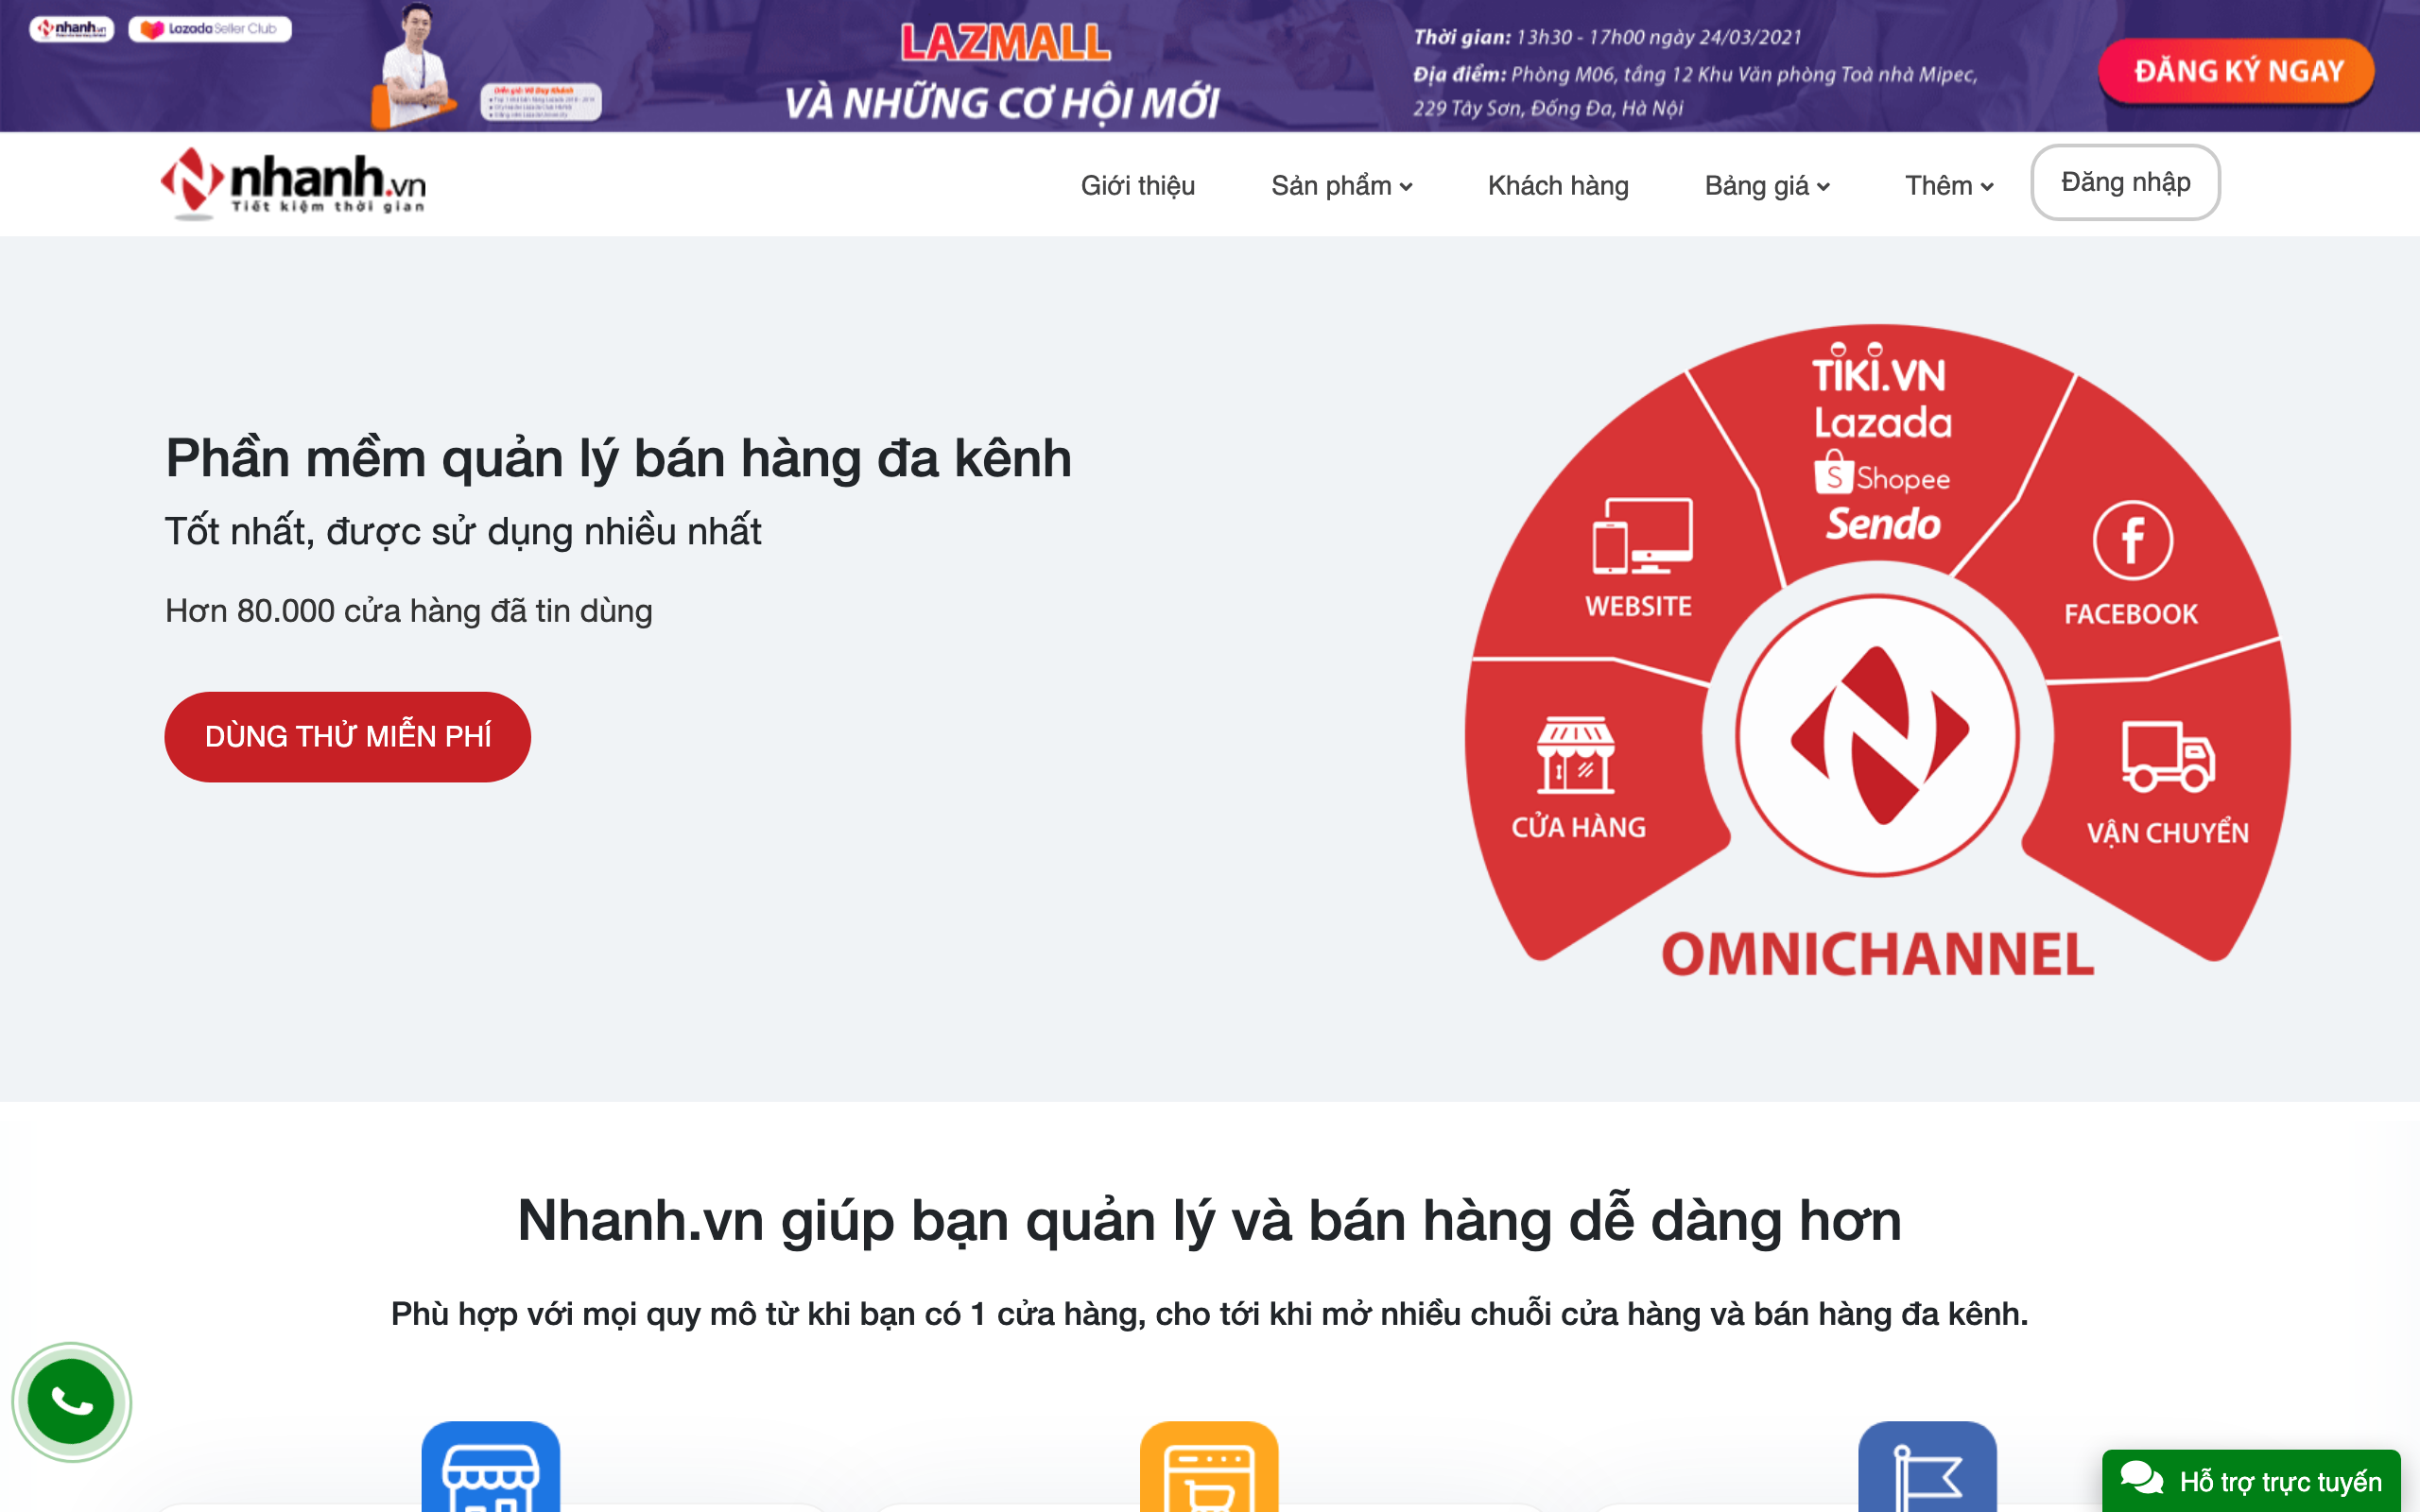 nhanh.vn
Lazada Seller Club
Diễn giả: Võ Duy Khánh
LAZMALL
VÀ NHỮNG CƠ HỘI MỚI
Thời gian: 13h30 - 17h00 ngày 24/03/2021
Địa điểm: Phòng M06, tầng 12 Khu Văn phòng Toà nhà Mipec,
229 Tây Sơn, Đống Đa, Hà Nội
ĐĂNG KÝ NGAY
nhanh.vn
Tiết kiệm thời gian
Giới thiệu
Sản phẩm
Khách hàng
Bảng giá
Thêm
Đăng nhập
Phần mềm quản lý bán hàng đa kênh
Tốt nhất, được sử dụng nhiều nhất
Hơn 80.000 cửa hàng đã tin dùng
DÙNG THỬ MIỄN PHÍ
TIKI.VN
Lazada
Shopee
Sendo
WEBSITE
FACEBOOK
CỬA HÀNG
VẬN CHUYỂN
OMNICHANNEL
Nhanh.vn giúp bạn quản lý và bán hàng dễ dàng hơn
Phù hợp với mọi quy mô từ khi bạn có 1 cửa hàng, cho tới khi mở nhiều chuỗi cửa hàng và bán hàng đa kênh.
Hỗ trợ trực tuyến